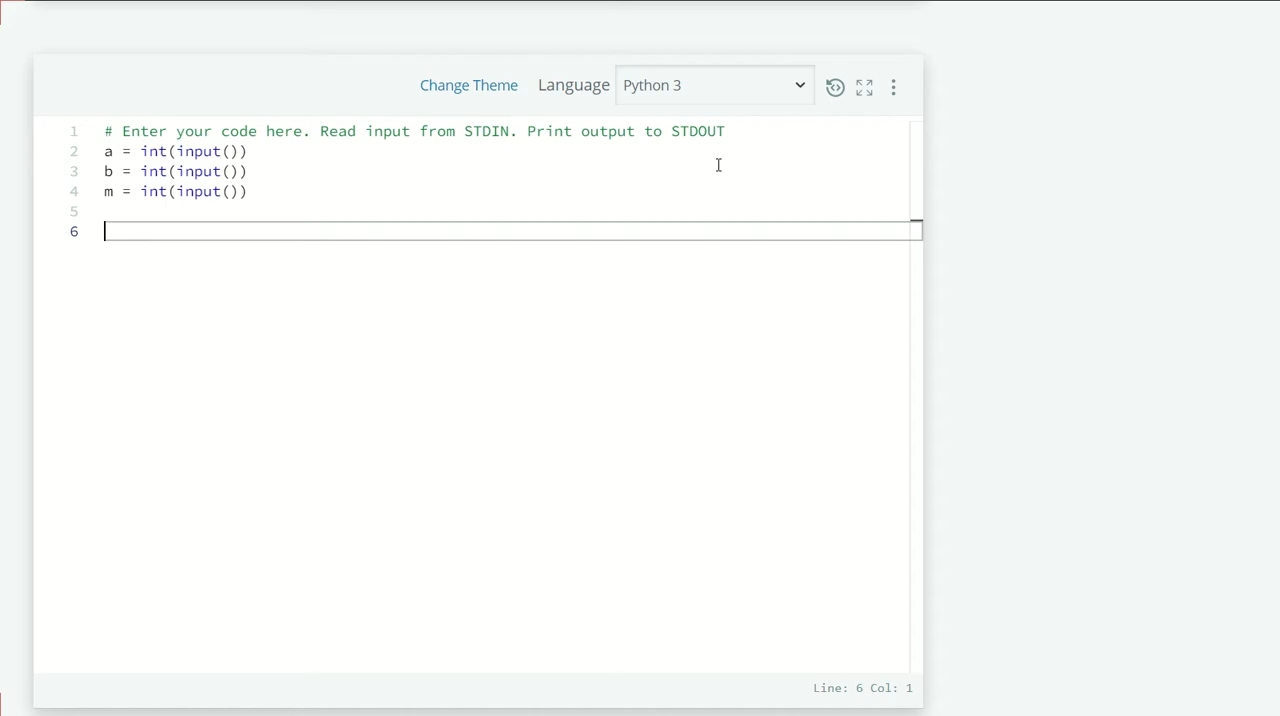 Change Theme Language Python 3
1 # Enter your code here. Read input from STDIN. Print output to STDOUT
2 a = int(input())
3 b = int(input())
4 m = int(input())
5
6
Line: 6 Col: 1